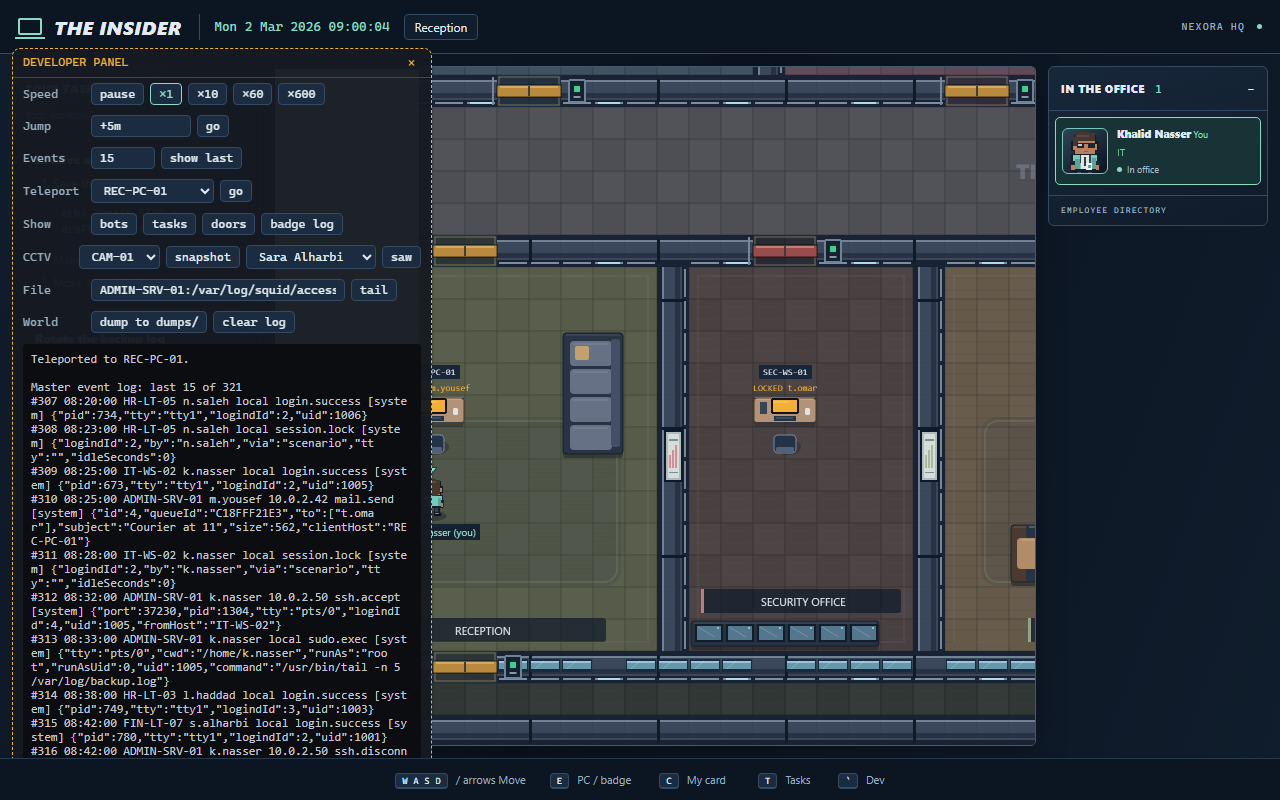 THE INSIDER
Mon 2 Mar 2026 09:00:04
Reception
NEXORA HQ
DEVELOPER PANEL ×
Speed pause ×1 ×10 ×60 ×600
Jump +5m go
Events 15 show last
Teleport REC-PC-01 go
Show bots tasks doors badge log
CCTV CAM-01 snapshot Sara Alharbi saw
File ADMIN-SRV-01:/var/log/squid/access tail
World dump to dumps/ clear log
Teleported to REC-PC-01.
Master event log: last 15 of 321
#307 08:20:00 HR-LT-05 n.saleh local login.success [syste
m] {"pid":734,"tty":"tty1","logindId":2,"uid":1006}
#308 08:23:00 HR-LT-05 n.saleh local session.lock [syste
m] {"logindId":2,"by":"n.saleh","via":"scenario","tt
y":"","idleSeconds":0}
#309 08:25:00 IT-WS-02 k.nasser local login.success [syst
em] {"pid":673,"tty":"tty1","logindId":2,"uid":1005}
#310 08:25:00 ADMIN-SRV-01 m.yousef 10.0.2.42 mail.send
[system] {"id":4,"queueId":"C18FFF21E3","to":["t.oma
r"],"subject":"Courier at 11","size":562,"clientHost":"RE
C-PC-01"}
#311 08:28:00 IT-WS-02 k.nasser local session.lock [syst
em] {"logindId":2,"by":"k.nasser","via":"scenario","tt
y":"","idleSeconds":0}
#312 08:32:00 ADMIN-SRV-01 k.nasser 10.0.2.50 ssh.accept
[system] {"port":37230,"pid":1304,"tty":"pts/0","logindI
d":4,"uid":1005,"fromHost":"IT-WS-02"}
#313 08:33:00 ADMIN-SRV-01 k.nasser local sudo.exec [syst
em] {"tty":"pts/0","cwd":"/home/k.nasser","runAs":"roo
t","runAsUid":0,"uid":1005,"command":"/usr/bin/tail -n 5
/var/log/backup.log"}
#314 08:38:00 HR-LT-03 l.haddad local login.success [syst
em] {"pid":749,"tty":"tty1","logindId":3,"uid":1003}
#315 08:42:00 FIN-LT-07 s.alharbi local login.success [sy
stem] {"pid":780,"tty":"tty1","logindId":2,"uid":1001}
#316 08:42:00 ADMIN-SRV-01 k.nasser 10.0.2.50 ssh.disconn
PC-01
m.yousef
sser (you)
RECEPTION
SEC-WS-01
LOCKED t.omar
SECURITY OFFICE
IN THE OFFICE 1 −
Khalid Nasser You
IT
In office
EMPLOYEE DIRECTORY
W A S D / arrows Move E PC / badge C My card T Tasks ` Dev